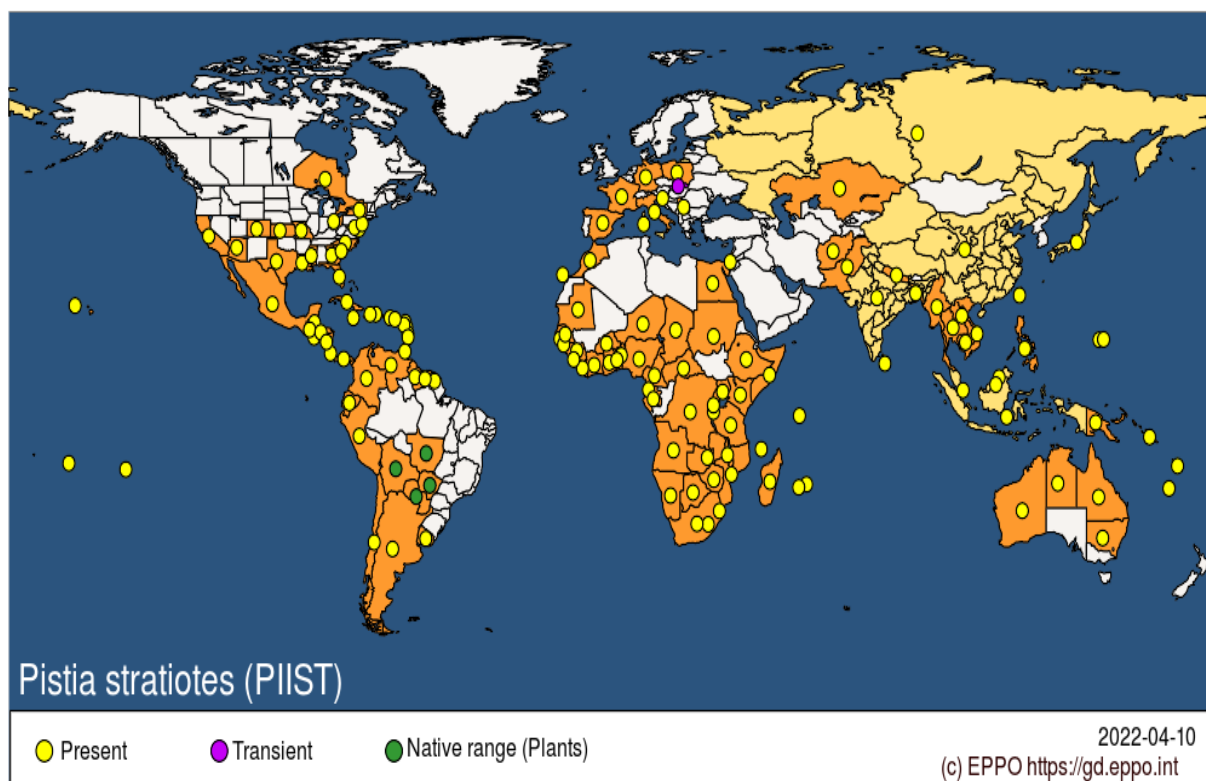 Pistia stratiotes (PIIST)
Present
Transient
Native range (Plants)
2022-04-10
(c) EPPO https://gd.eppo.int